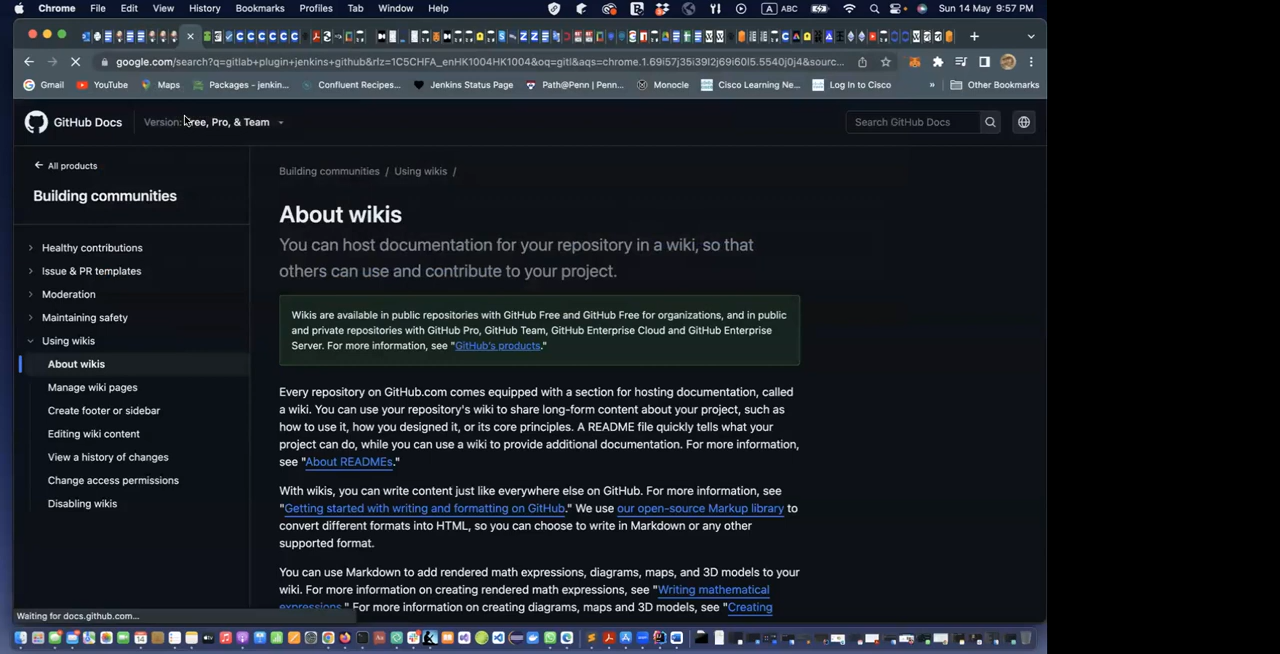 Chrome File Edit View History Bookmarks Profiles Tab Window Help ABC Sun 14 May 9:57 PM
google.com/search?q=gitlab+plugin+jenkins+github&rlz=1C5CHFA_enHK1004HK1004&oq=gitl&aqs=chrome.1.69i57j35i39l2j69i60l5.5540j0j4&sourc...
Gmail YouTube Maps Packages - jenkin... Confluent Recipes... Jenkins Status Page Path@Penn | Penn... Monocle Cisco Learning Ne... Log In to Cisco » Other Bookmarks
GitHub Docs Version: Free, Pro, & Team Search GitHub Docs
All products
Building communities / Using wikis /
Building communities
About wikis
You can host documentation for your repository in a wiki, so that
others can use and contribute to your project.
Healthy contributions
Issue & PR templates
Moderation
Maintaining safety
Using wikis
About wikis
Manage wiki pages
Create footer or sidebar
Editing wiki content
View a history of changes
Change access permissions
Disabling wikis
Wikis are available in public repositories with GitHub Free and GitHub Free for organizations, and in public
and private repositories with GitHub Pro, GitHub Team, GitHub Enterprise Cloud and GitHub Enterprise
Server. For more information, see "GitHub's products."
Every repository on GitHub.com comes equipped with a section for hosting documentation, called
a wiki. You can use your repository's wiki to share long-form content about your project, such as
how to use it, how you designed it, or its core principles. A README file quickly tells what your
project can do, while you can use a wiki to provide additional documentation. For more information,
see "About READMEs."
With wikis, you can write content just like everywhere else on GitHub. For more information, see
"Getting started with writing and formatting on GitHub." We use our open-source Markup library to
convert different formats into HTML, so you can choose to write in Markdown or any other
supported format.
You can use Markdown to add rendered math expressions, diagrams, maps, and 3D models to your
wiki. For more information on creating rendered math expressions, see "Writing mathematical
expressions." For more information on creating diagrams, maps and 3D models, see "Creating
Waiting for docs.github.com...